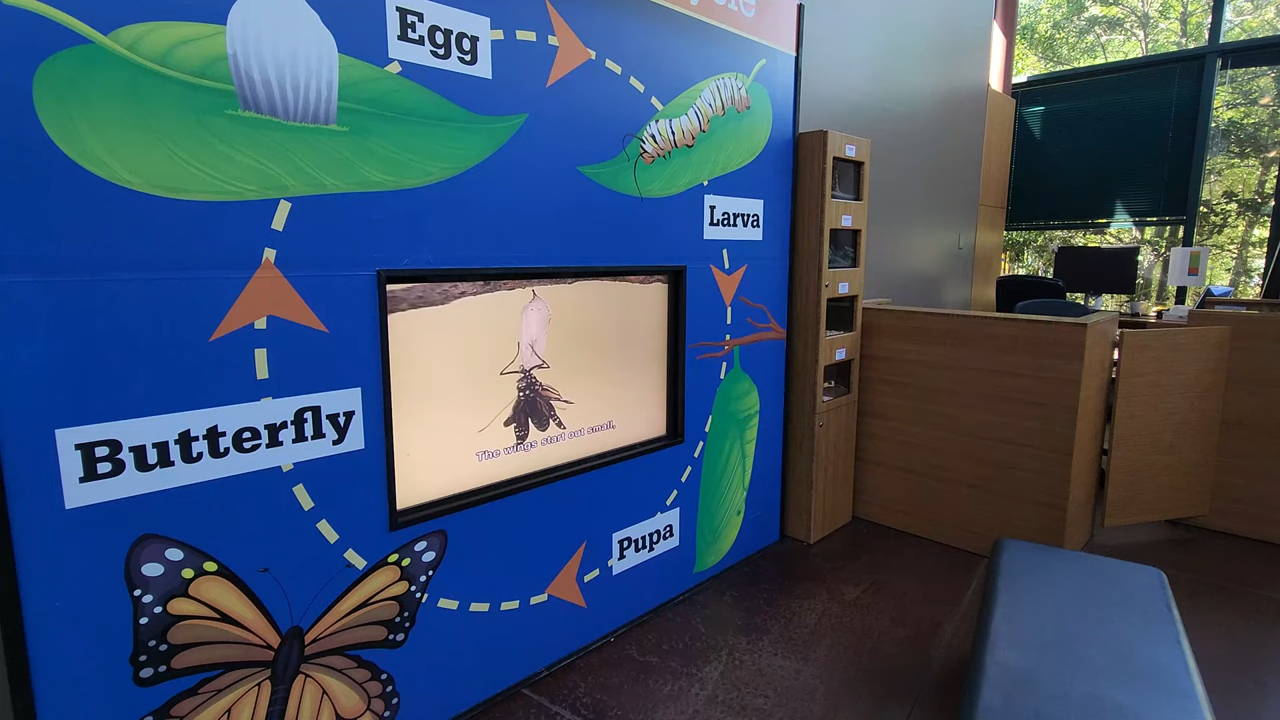 Egg
Larva
Butterfly
The wings start out small,
Pupa